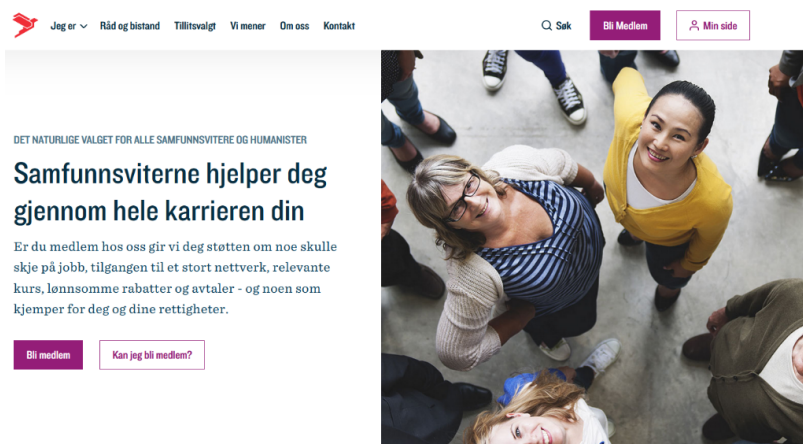 Jeg er Råd og bistand Tillitsvalgt Vi mener Om oss Kontakt Søk Bli Medlem Min side
DET NATURLIGE VALGET FOR ALLE SAMFUNNSVITERE OG HUMANISTER
Samfunnsviterne hjelper deg
gjennom hele karrieren din
Er du medlem hos oss gir vi deg støtten om noe skulle
skje på jobb, tilgangen til et stort nettverk, relevante
kurs, lønnsomme rabatter og avtaler - og noen som
kjemper for deg og dine rettigheter.
Bli medlem Kan jeg bli medlem?